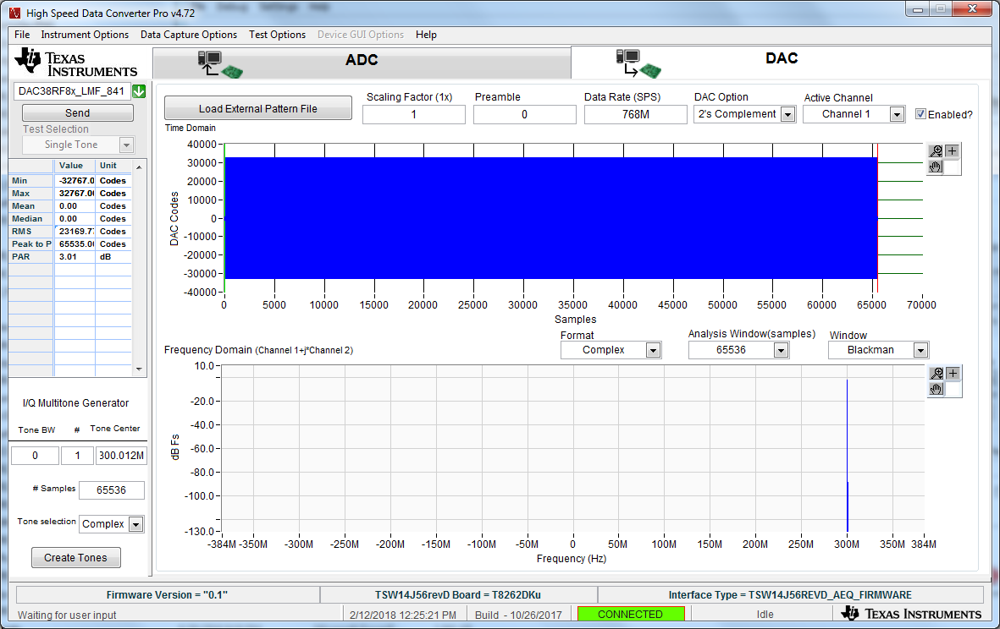 High Speed Data Converter Pro v4.72
File Instrument Options Data Capture Options Test Options Device GUI Options Help
TEXAS INSTRUMENTS
ADC
DAC
DAC38RF8x_LMF_841
Send
Test Selection
Single Tone
Value Unit
Min -32767.0 Codes
Max 32767.0 Codes
Mean 0.00 Codes
Median 0.00 Codes
RMS 23169.7 Codes
Peak to P 65535.0 Codes
PAR 3.01 dB
I/Q Multitone Generator
Tone BW # Tone Center
0 1 300.012M
# Samples 65536
Tone selection Complex
Create Tones
Load External Pattern File
Scaling Factor (1x) Preamble Data Rate (SPS) DAC Option Active Channel
1 0 768M 2's Complement Channel 1 Enabled?
Time Domain
40000
30000
20000
10000
0
-10000
-20000
-30000
-40000
DAC Codes
0 5000 10000 15000 20000 25000 30000 35000 40000 45000 50000 55000 60000 65000 70000
Samples
Format Analysis Window(samples) Window
Complex 65536 Blackman
Frequency Domain (Channel 1+j*Channel 2)
10.0
-20.0
-40.0
-60.0
-80.0
-100.0
-130.0
dB Fs
-384M -350M -300M -250M -200M -150M -100M -50M 0 50M 100M 150M 200M 250M 300M 350M 384M
Frequency (Hz)
Firmware Version = "0.1" TSW14J56revD Board = T8262DKu Interface Type = TSW14J56REVD_AEQ_FIRMWARE
Waiting for user input 2/12/2018 12:25:21 PM Build - 10/26/2017 CONNECTED Idle TEXAS INSTRUMENTS